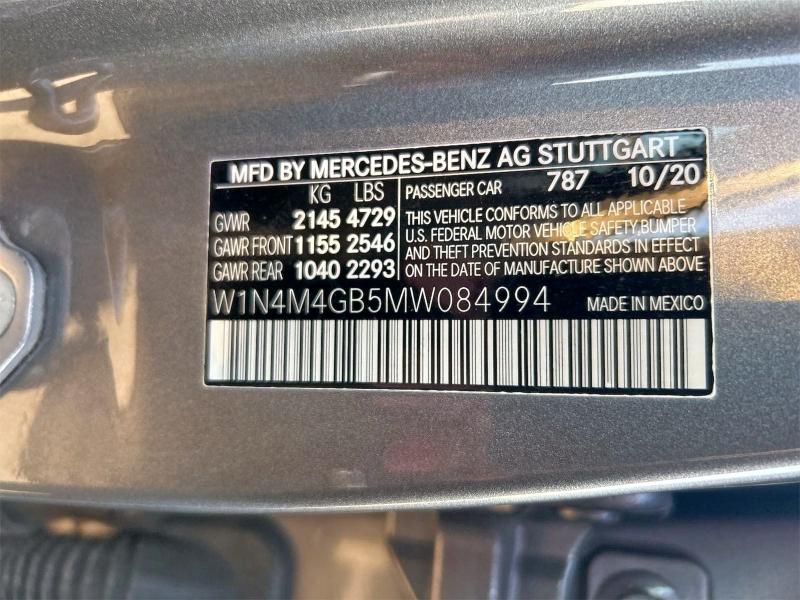 MFD BY MERCEDES-BENZ AG STUTTGART
KG LBS
GVWR 2145 4729
GAWR FRONT 1155 2546
GAWR REAR 1040 2293
PASSENGER CAR 787 10/20
THIS VEHICLE CONFORMS TO ALL APPLICABLE
U.S. FEDERAL MOTOR VEHICLE SAFETY,BUMPER
AND THEFT PREVENTION STANDARDS IN EFFECT
ON THE DATE OF MANUFACTURE SHOWN ABOVE
W1N4M4GB5MW084994 MADE IN MEXICO